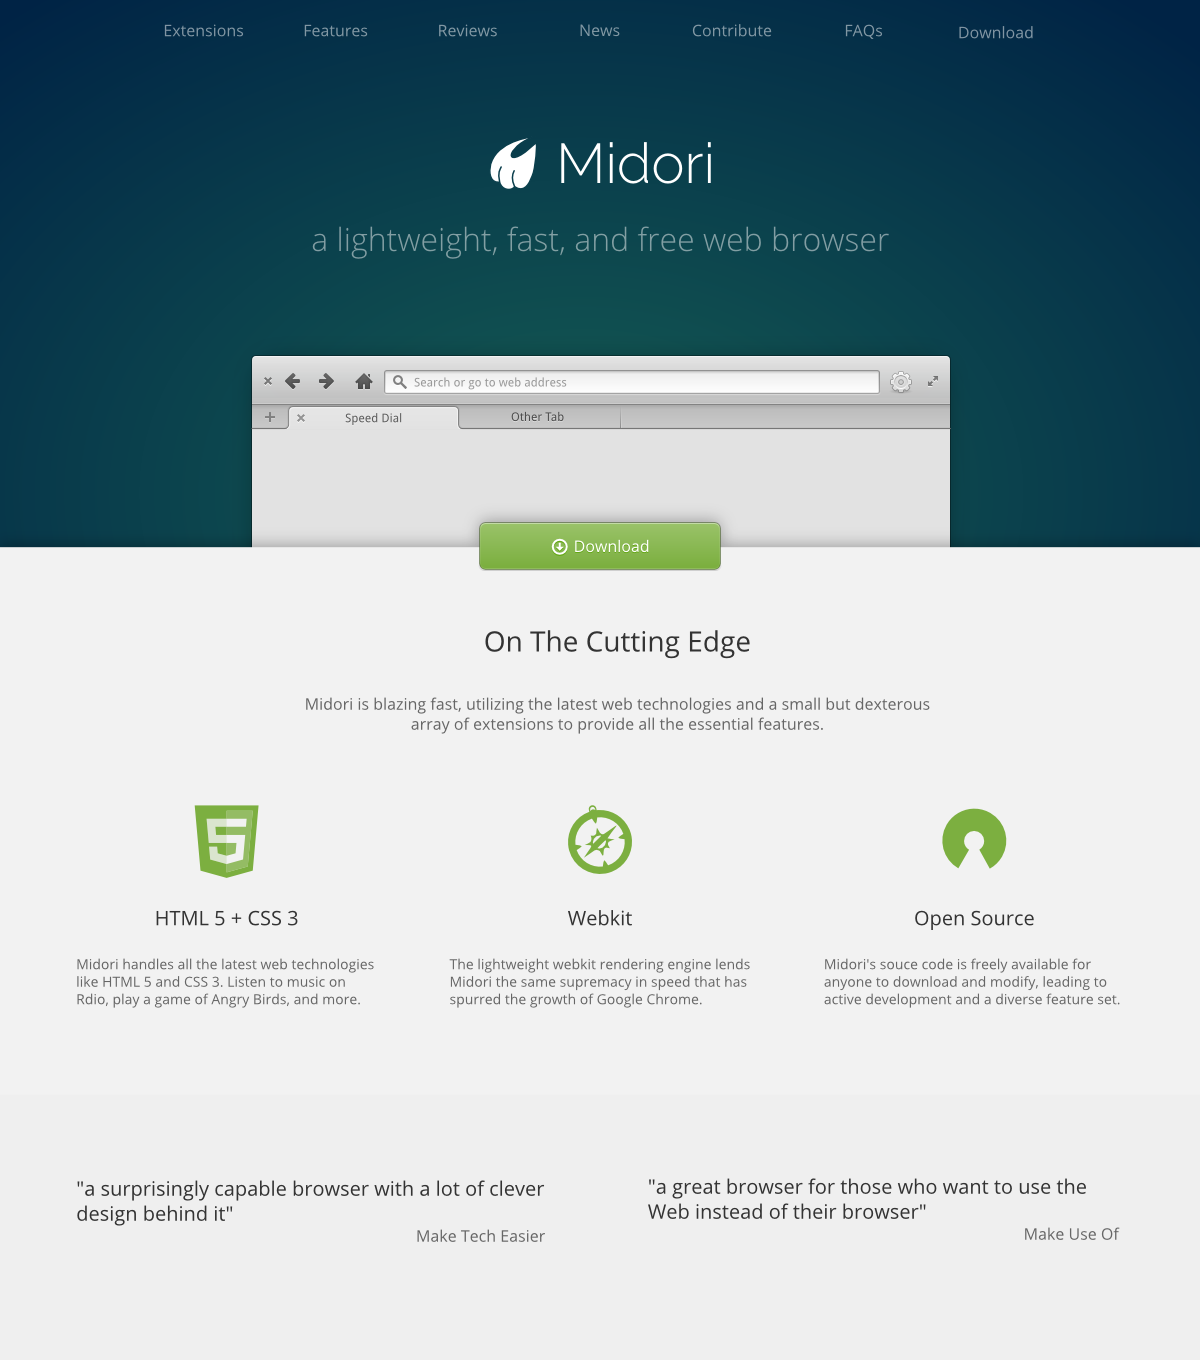 Extensions Features Reviews News Contribute FAQs Download
Midori
a lightweight, fast, and free web browser
Search or go to web address
Speed Dial Other Tab
Download
On The Cutting Edge
Midori is blazing fast, utilizing the latest web technologies and a small but dexterous
array of extensions to provide all the essential features.
HTML 5 + CSS 3
Midori handles all the latest web technologies
like HTML 5 and CSS 3. Listen to music on
Rdio, play a game of Angry Birds, and more.
Webkit
The lightweight webkit rendering engine lends
Midori the same supremacy in speed that has
spurred the growth of Google Chrome.
Open Source
Midori's souce code is freely available for
anyone to download and modify, leading to
active development and a diverse feature set.
"a surprisingly capable browser with a lot of clever
design behind it"
Make Tech Easier
"a great browser for those who want to use the
Web instead of their browser"
Make Use Of